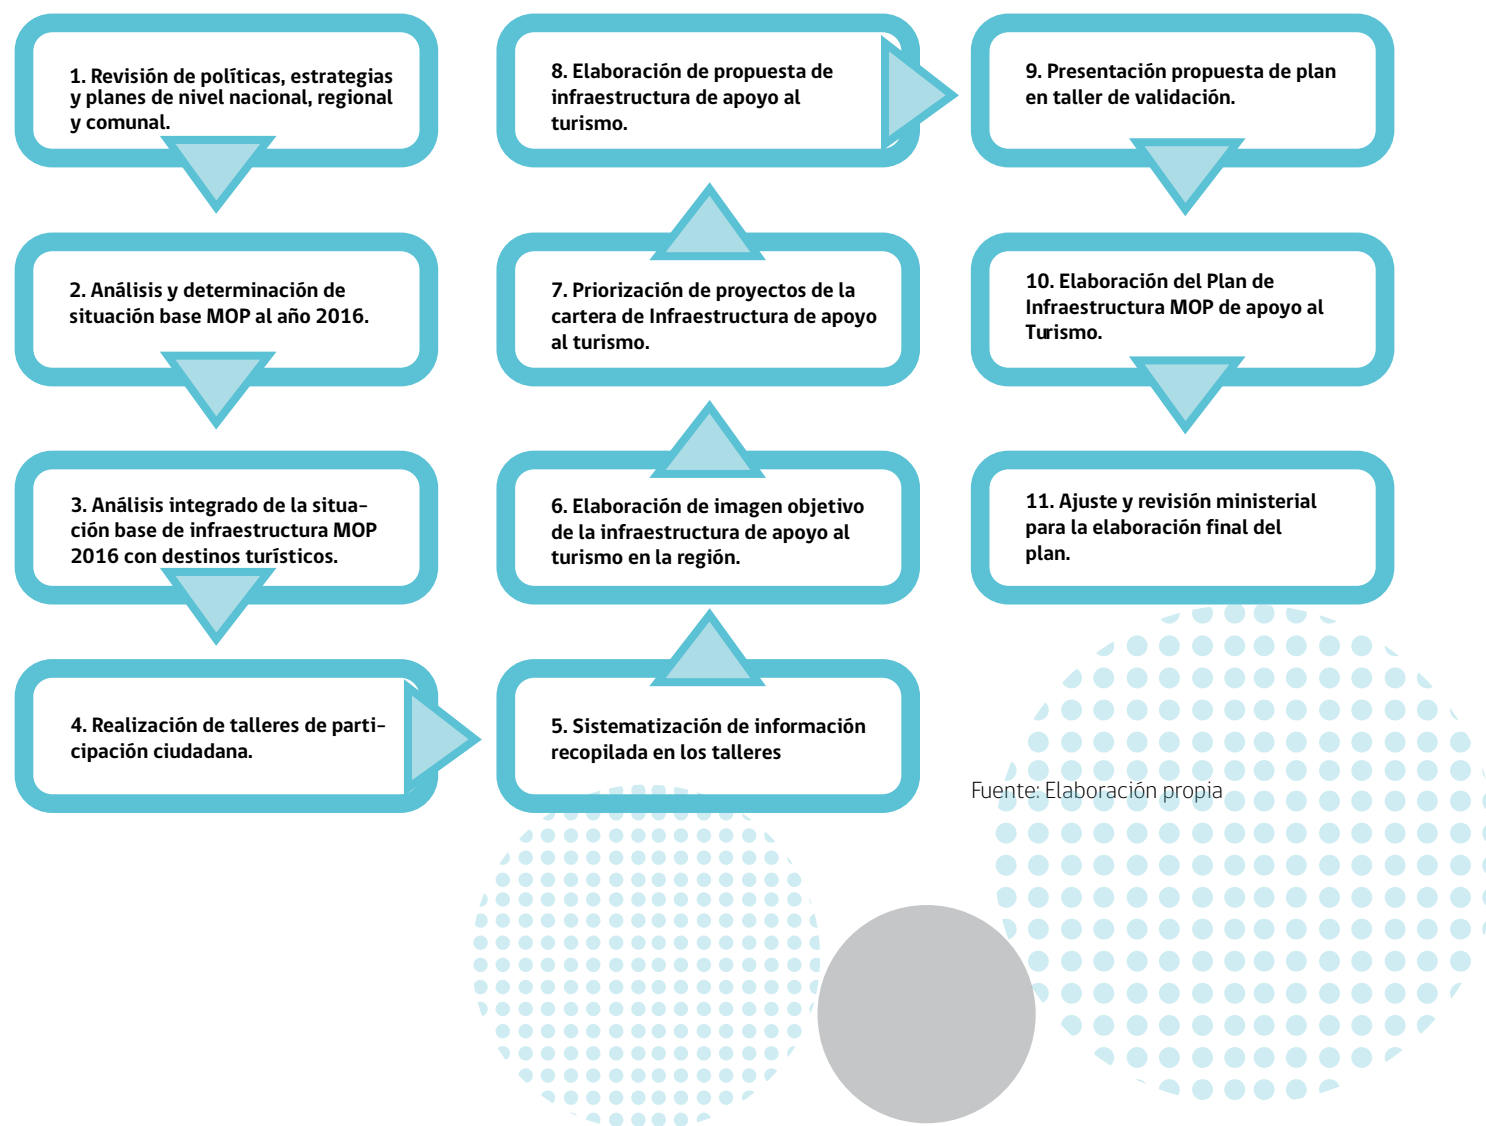 1. Revisión de políticas, estrategias
y planes de nivel nacional, regional
y comunal.
2. Análisis y determinación de
situación base MOP al año 2016.
3. Análisis integrado de la situa-
ción base de infraestructura MOP
2016 con destinos turísticos.
4. Realización de talleres de parti-
cipación ciudadana.
5. Sistematización de información
recopilada en los talleres
6. Elaboración de imagen objetivo
de la infraestructura de apoyo al
turismo en la región.
7. Priorización de proyectos de la
cartera de Infraestructura de apoyo
al turismo.
8. Elaboración de propuesta de
infraestructura de apoyo al
turismo.
9. Presentación propuesta de plan
en taller de validación.
10. Elaboración del Plan de
Infraestructura MOP de apoyo al
Turismo.
11. Ajuste y revisión ministerial
para la elaboración final del
plan.
Fuente: Elaboración propia